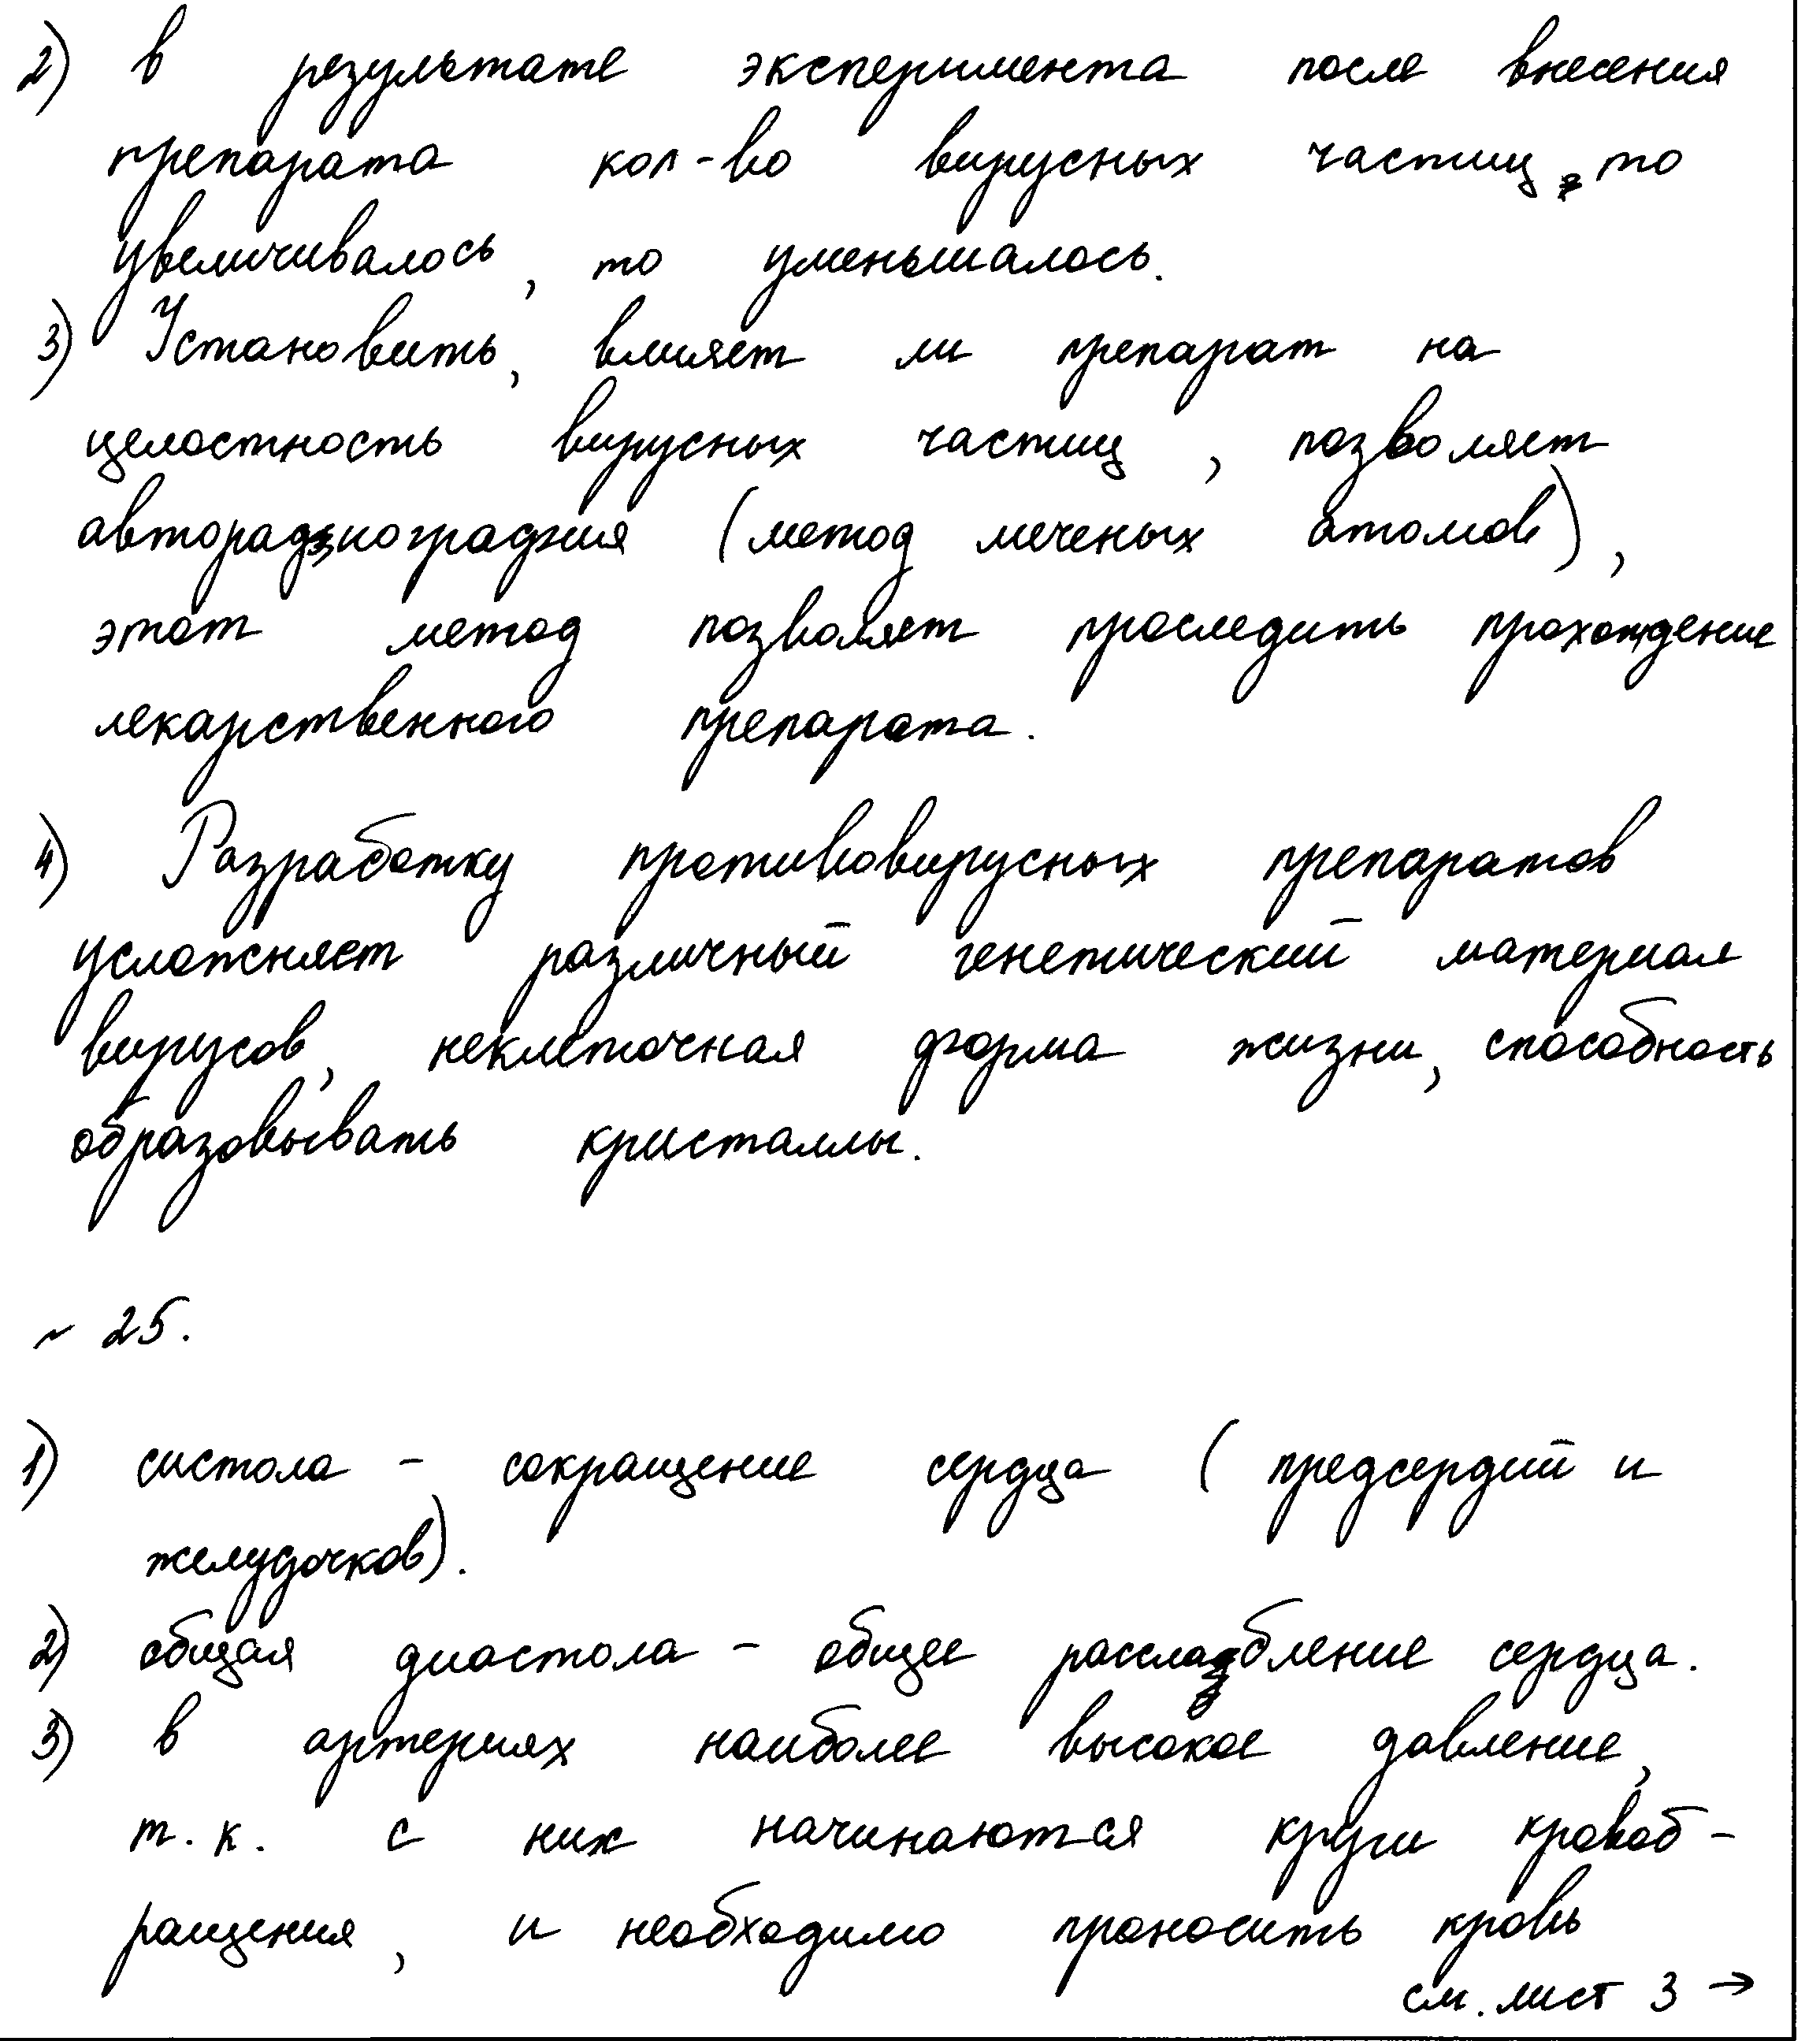 2) в результате эксперимента после внесения
препарата кол-во вирусных частиц то
увеличивалось, то уменьшалось.
3) Установить, влияет ли препарат на
целостность вирусных частиц, позволяет
авторадиография (метод меченых атомов),
этот метод позволяет проследить прохождение
лекарственного препарата.
4) Разработку противовирусных препаратов
усложняет различный генетический материал
вирусов, неклеточная форма жизни, способность
образовывать кристаллы.
~ 25.
1) систола - сокращение сердца (предсердий и
желудочков).
2) общая диастола - общее расслабление сердца.
3) в артериях наиболее высокое давление,
т.к. с них начинаются круги кровоб-
ращения, и необходимо проносить кровь
см. лист 3 →